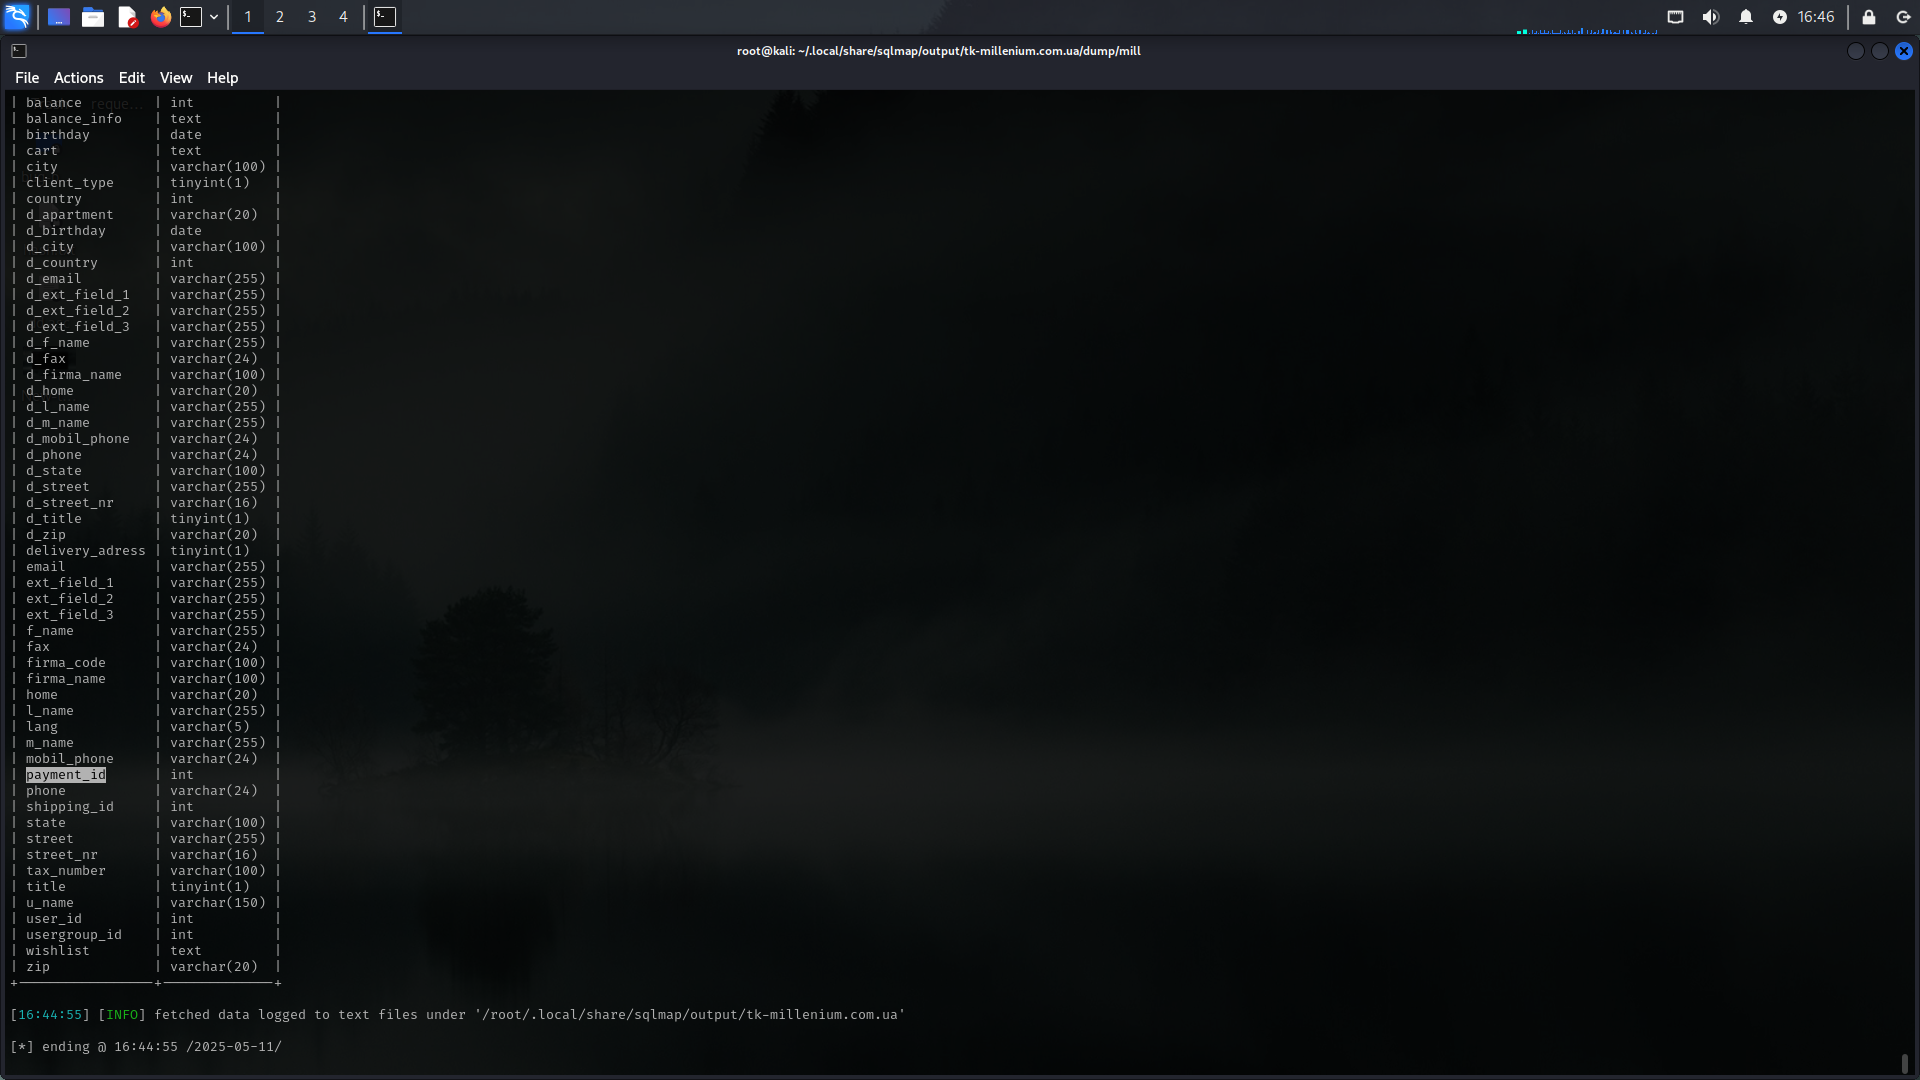 1 2 3 4 16:46
root@kali: ~/.local/share/sqlmap/output/tk-millenium.com.ua/dump/mill
File Actions Edit View Help
| balance | int |
| balance_info | text |
| birthday | date |
| cart | text |
| city | varchar(100) |
| client_type | tinyint(1) |
| country | int |
| d_apartment | varchar(20) |
| d_birthday | date |
| d_city | varchar(100) |
| d_country | int |
| d_email | varchar(255) |
| d_ext_field_1 | varchar(255) |
| d_ext_field_2 | varchar(255) |
| d_ext_field_3 | varchar(255) |
| d_f_name | varchar(255) |
| d_fax | varchar(24) |
| d_firma_name | varchar(100) |
| d_home | varchar(20) |
| d_l_name | varchar(255) |
| d_m_name | varchar(255) |
| d_mobil_phone | varchar(24) |
| d_phone | varchar(24) |
| d_state | varchar(100) |
| d_street | varchar(255) |
| d_street_nr | varchar(16) |
| d_title | tinyint(1) |
| d_zip | varchar(20) |
| delivery_adress | tinyint(1) |
| email | varchar(255) |
| ext_field_1 | varchar(255) |
| ext_field_2 | varchar(255) |
| ext_field_3 | varchar(255) |
| f_name | varchar(255) |
| fax | varchar(24) |
| firma_code | varchar(100) |
| firma_name | varchar(100) |
| home | varchar(20) |
| l_name | varchar(255) |
| lang | varchar(5) |
| m_name | varchar(255) |
| mobil_phone | varchar(24) |
| payment_id | int |
| phone | varchar(24) |
| shipping_id | int |
| state | varchar(100) |
| street | varchar(255) |
| street_nr | varchar(16) |
| tax_number | varchar(100) |
| title | tinyint(1) |
| u_name | varchar(150) |
| user_id | int |
| usergroup_id | int |
| wishlist | text |
| zip | varchar(20) |
[16:44:55] [INFO] fetched data logged to text files under '/root/.local/share/sqlmap/output/tk-millenium.com.ua'
[*] ending @ 16:44:55 /2025-05-11/